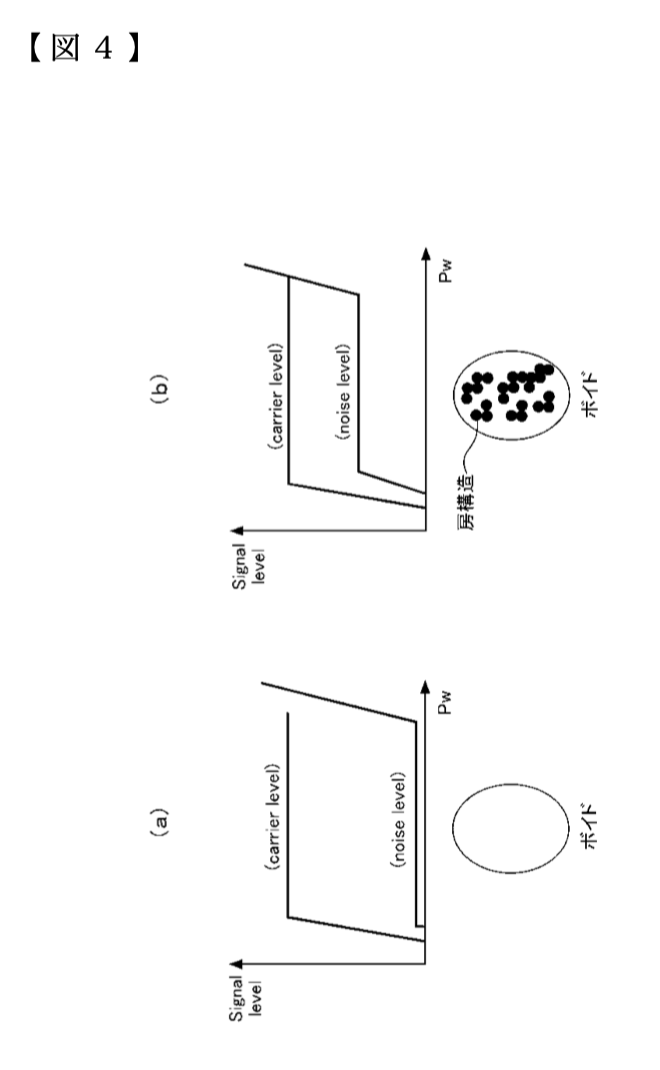 【図４】
(a)
Signal
level
(carrier level)
(noise level)
Pw
ボイド
(b)
Signal
level
(carrier level)
(noise level)
Pw
房構造
ボイド